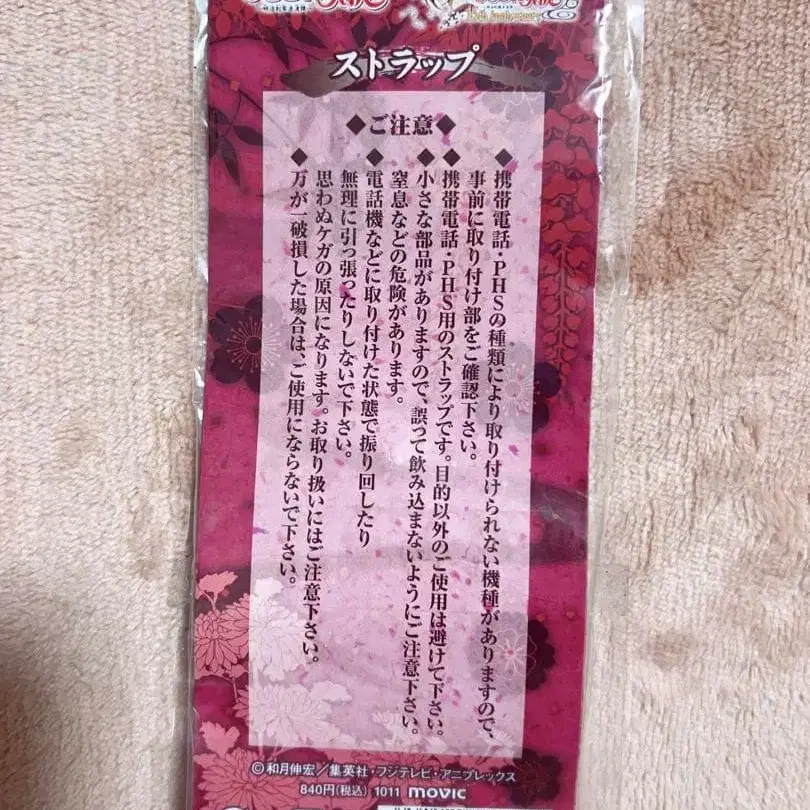 15th Anniversary
ストラップ
◆ご注意◆
◆携帯電話・PHSの種類により取り付けられない機種がありますので、
事前に取り付け部をご確認下さい。
◆携帯電話・PHS用のストラップです。目的以外のご使用は避けて下さい。
◆小さな部品がありますので、誤って飲み込まないようにご注意下さい。
窒息などの危険があります。
◆電話機などに取り付けた状態で振り回したり
無理に引っ張ったりしないで下さい。
思わぬケガの原因になります。お取り扱いにはご注意下さい。
◆万が一破損した場合は、ご使用にならないで下さい。
©和月伸宏／集英社・フジテレビ・アニプレックス
840円(税込) 1011 movic